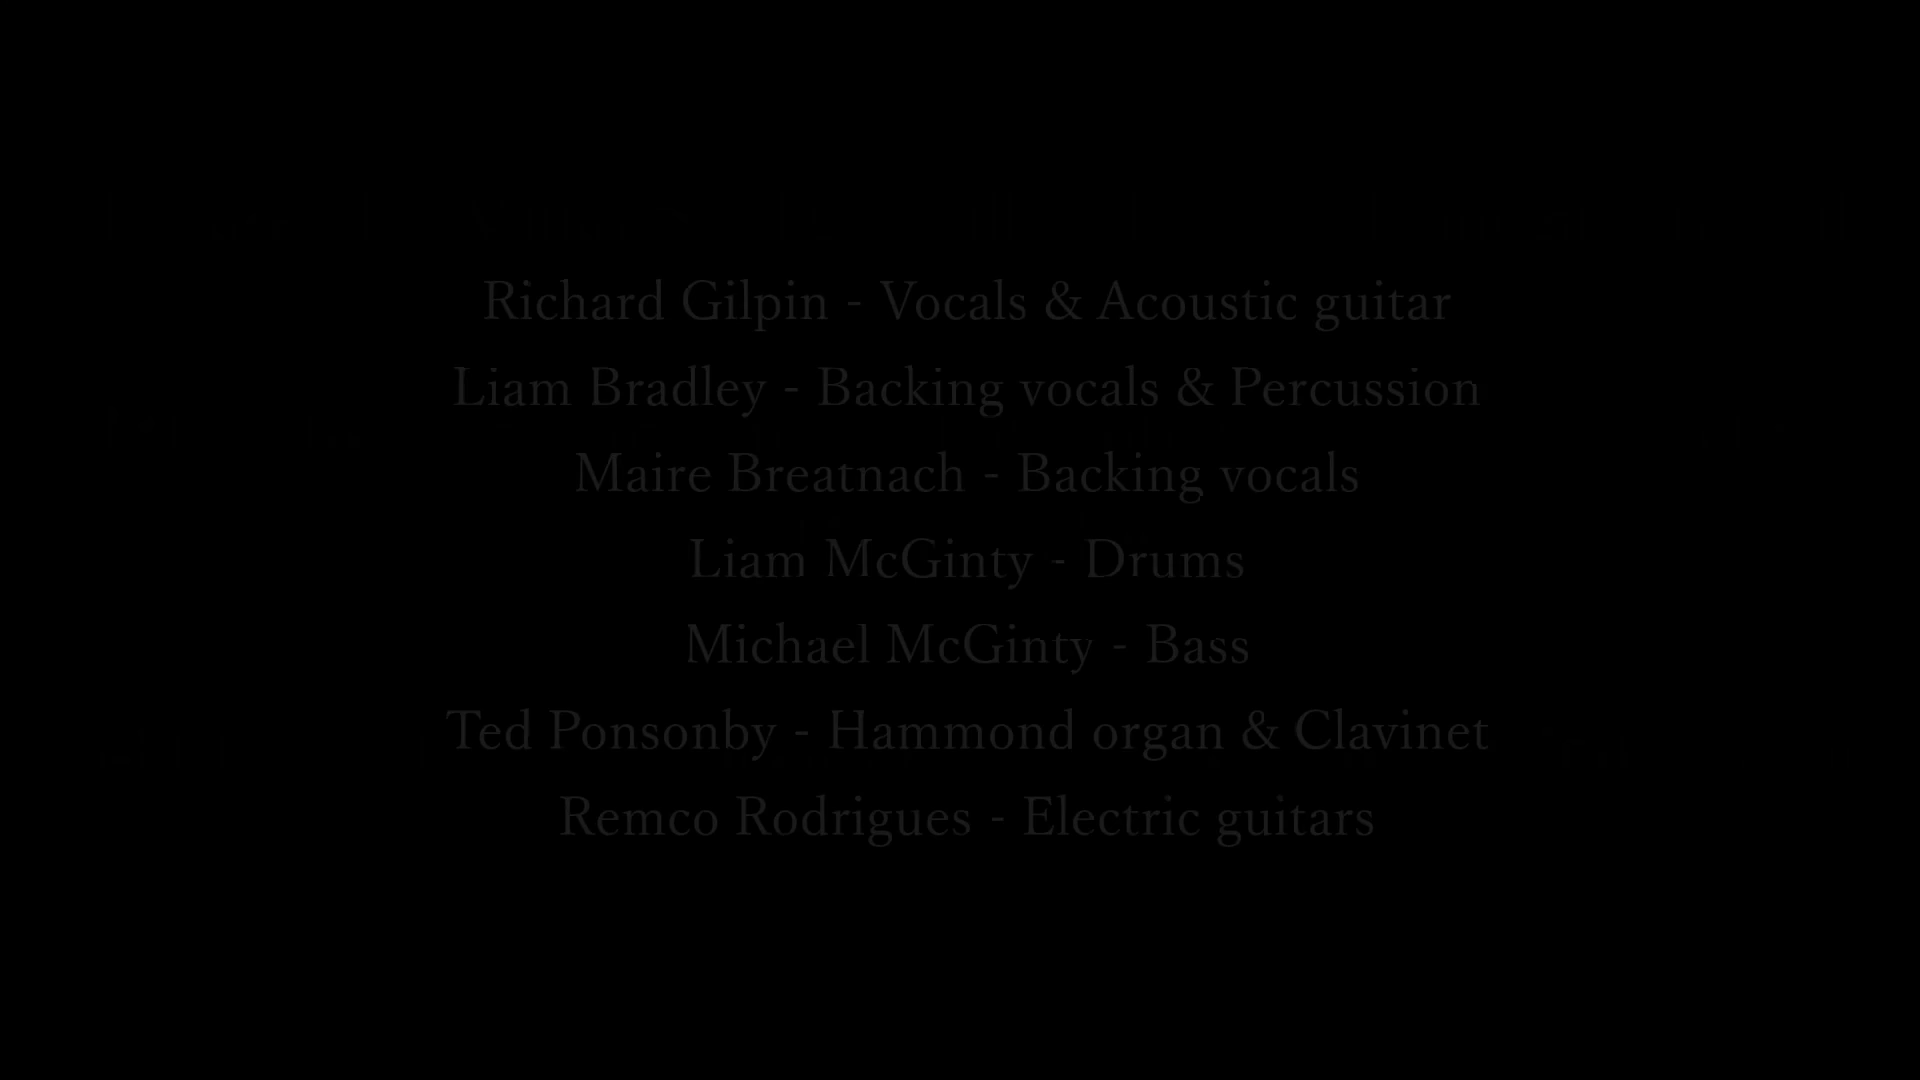 Richard Gilpin - Vocals & Acoustic guitar
Liam Bradley - Backing vocals & Percussion
Maire Breatnach - Backing vocals
Liam McGinty - Drums
Michael McGinty - Bass
Ted Ponsonby - Hammond organ & Clavinet
Remco Rodrigues - Electric guitars